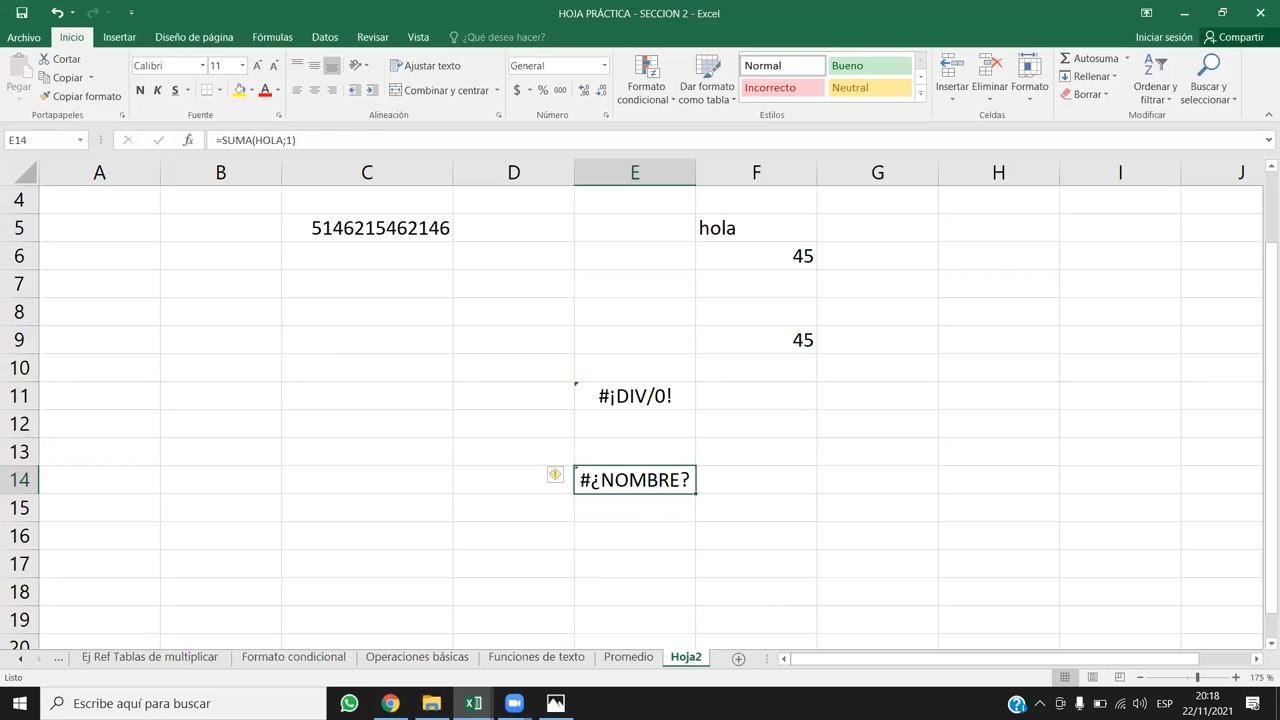 HOJA PRÁCTICA - SECCION 2 - Excel
Archivo Inicio Insertar Diseño de página Fórmulas Datos Revisar Vista ¿Qué desea hacer? Iniciar sesión Compartir
Pegar
Cortar
Copiar
Copiar formato
Portapapeles
Calibri 11
N K S
Fuente
Ajustar texto
Combinar y centrar
Alineación
General
$ % 000
Número
Formato condicional
Dar formato como tabla
Normal Bueno
Incorrecto Neutral
Estilos
Insertar Eliminar Formato
Celdas
Autosuma
Rellenar
Borrar
Ordenar y filtrar
Buscar y seleccionar
Modificar
E14 fx =SUMA(HOLA;1)
A B C D E F G H I J
4
5 5146215462146 hola
6 45
7
8
9 45
10
11 #¡DIV/0!
12
13
14 #¿NOMBRE?
15
16
17
18
19
20
... Ej Ref Tablas de multiplicar Formato condicional Operaciones básicas Funciones de texto Promedio Hoja2
Listo 175 %
Escribe aquí para buscar ESP 20:18
22/11/2021